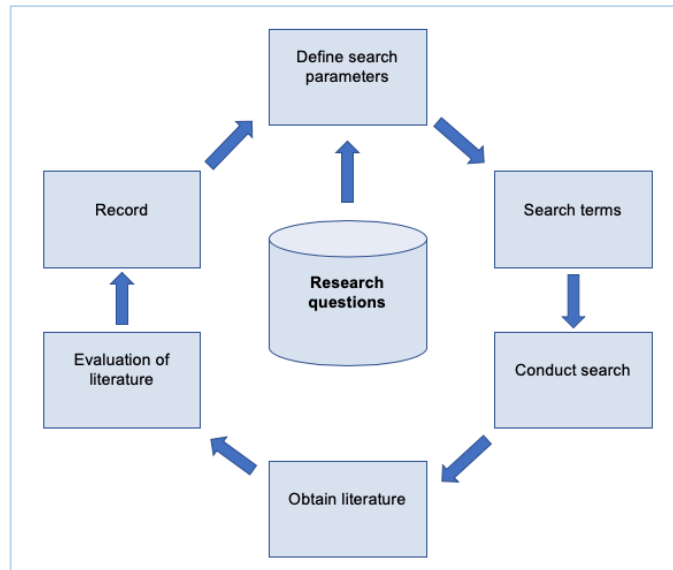 Define search
parameters
Record
Search terms
Research
questions
Evaluation of
literature
Conduct search
Obtain literature